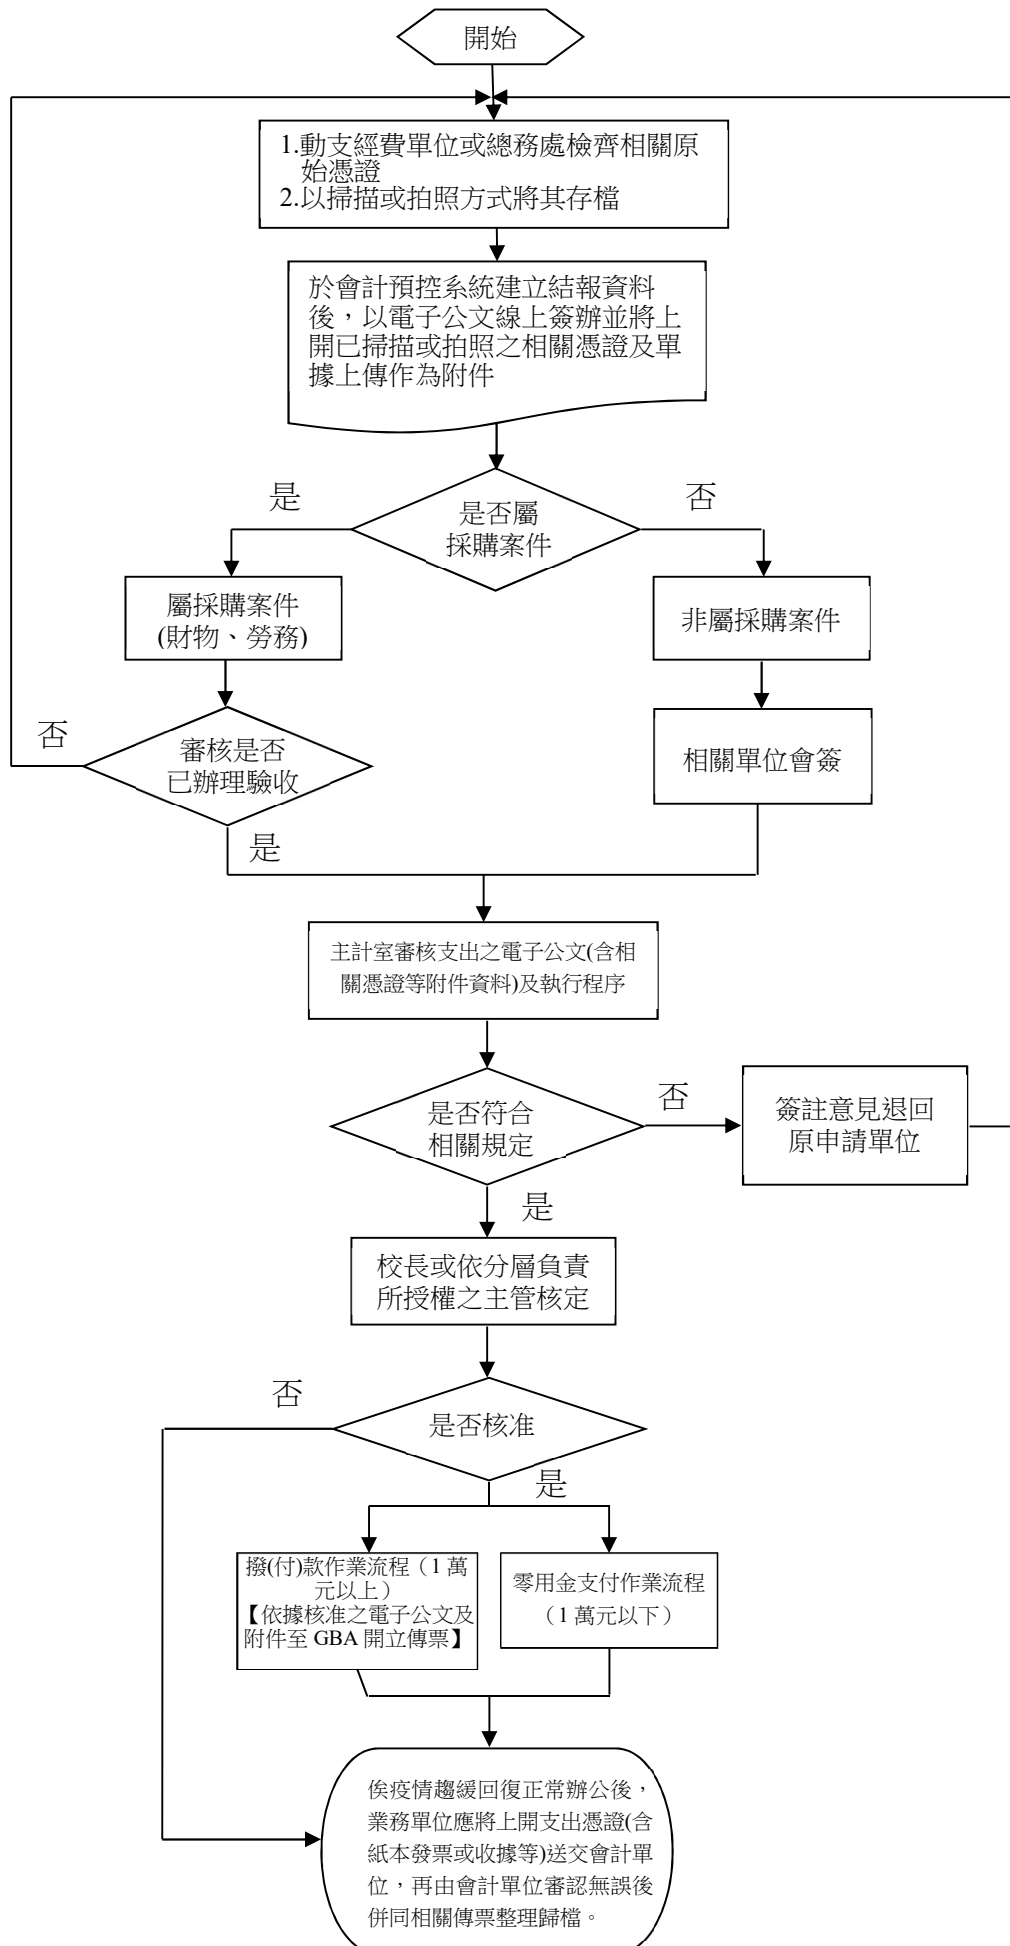 開始
1.動支經費單位或總務處檢齊相關原
始憑證
2.以掃描或拍照方式將其存檔
於會計預控系統建立結報資料
後，以電子公文線上簽辦並將上
開已掃描或拍照之相關憑證及單
據上傳作為附件
是否屬
採購案件
是
否
屬採購案件
(財物、勞務)
非屬採購案件
審核是否
已辦理驗收
否
是
相關單位會簽
主計室審核支出之電子公文(含相
關憑證等附件資料)及執行程序
是否符合
相關規定
否
簽註意見退回
原申請單位
是
校長或依分層負責
所授權之主管核定
是否核准
否
是
撥(付)款作業流程（1 萬
元以上）
【依據核准之電子公文及
附件至 GBA 開立傳票】
零用金支付作業流程
（1 萬元以下）
俟疫情趨緩回復正常辦公後，
業務單位應將上開支出憑證(含
紙本發票或收據等)送交會計單
位，再由會計單位審認無誤後
併同相關傳票整理歸檔。